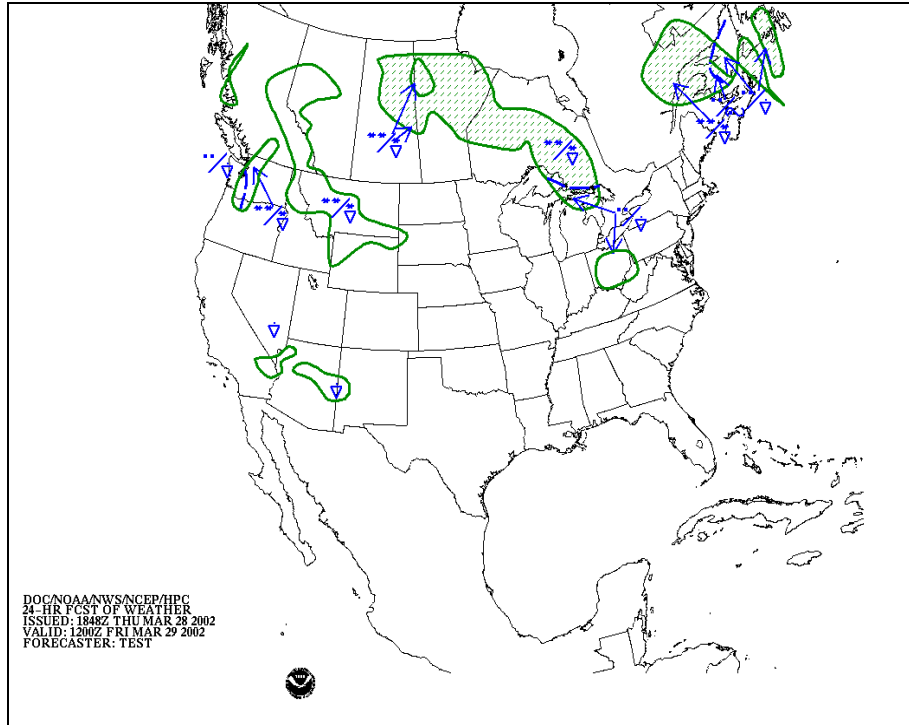 DOC/NOAA/NWS/NCEP/HPC
24-HR FCST OF WEATHER
ISSUED: 1848Z THU MAR 28 2002
VALID: 1200Z FRI MAR 29 2002
FORECASTER: TEST